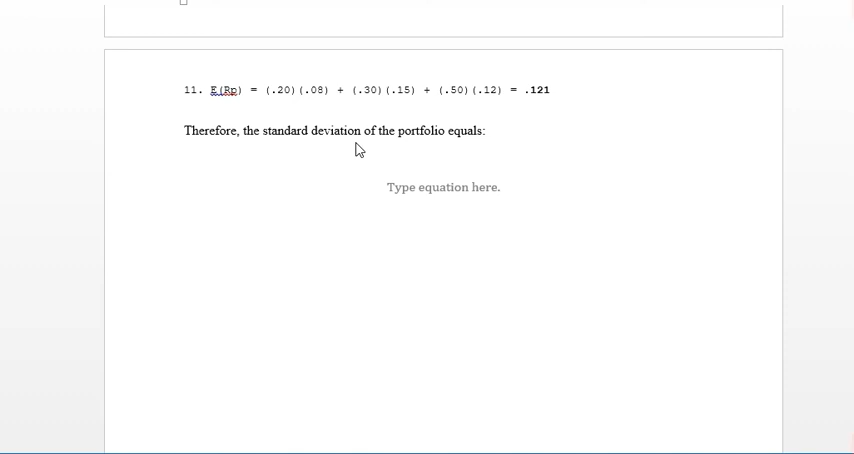 11. E(Rp) = (.20)(.08) + (.30)(.15) + (.50)(.12) = .121
Therefore, the standard deviation of the portfolio equals:
Type equation here.